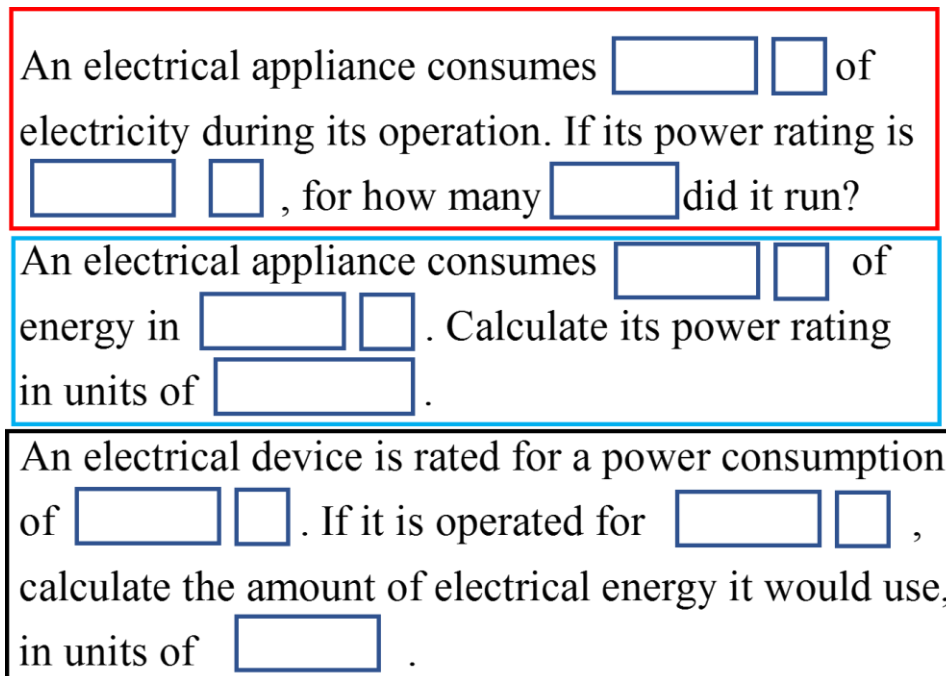 An electrical appliance consumes of
electricity during its operation. If its power rating is
, for how many did it run?
An electrical appliance consumes of
energy in . Calculate its power rating
in units of .
An electrical device is rated for a power consumption
of . If it is operated for ,
calculate the amount of electrical energy it would use,
in units of .